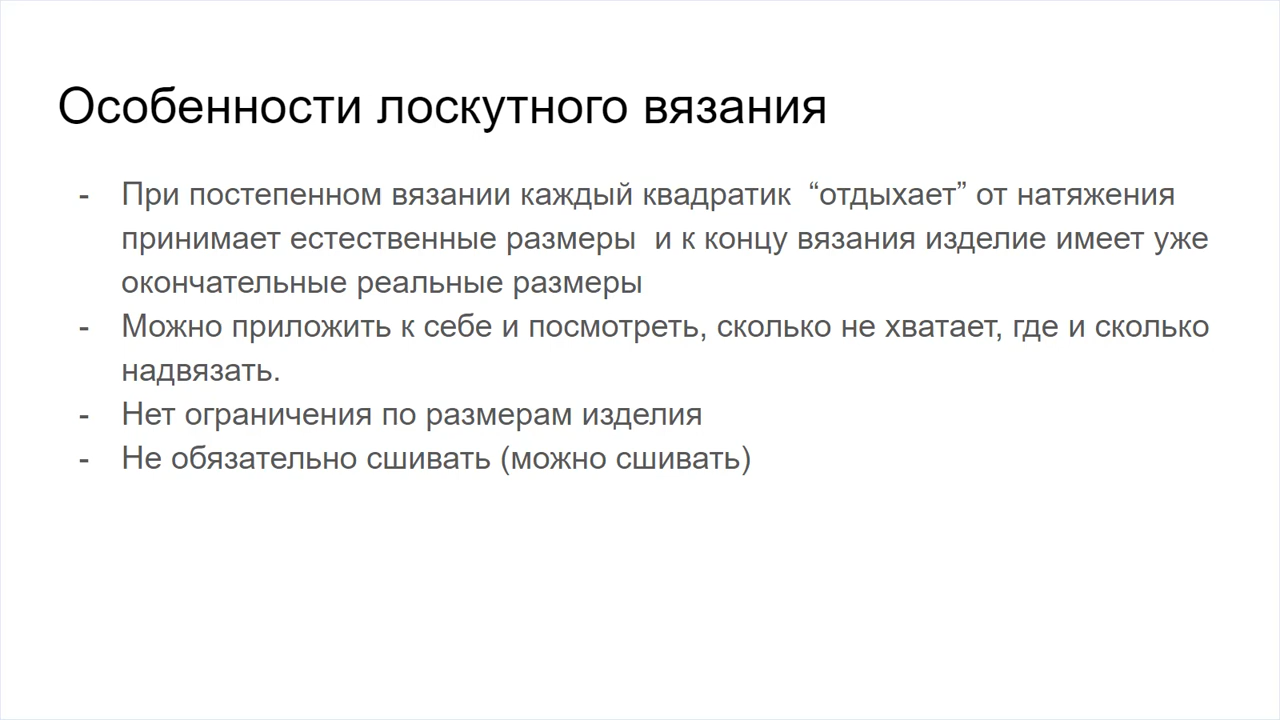 Особенности лоскутного вязания
- При постепенном вязании каждый квадратик  “отдыхает” от натяжения
принимает естественные размеры  и к концу вязания изделие имеет уже
окончательные реальные размеры
- Можно приложить к себе и посмотреть, сколько не хватает, где и сколько
надвязать.
- Нет ограничения по размерам изделия
- Не обязательно сшивать (можно сшивать)